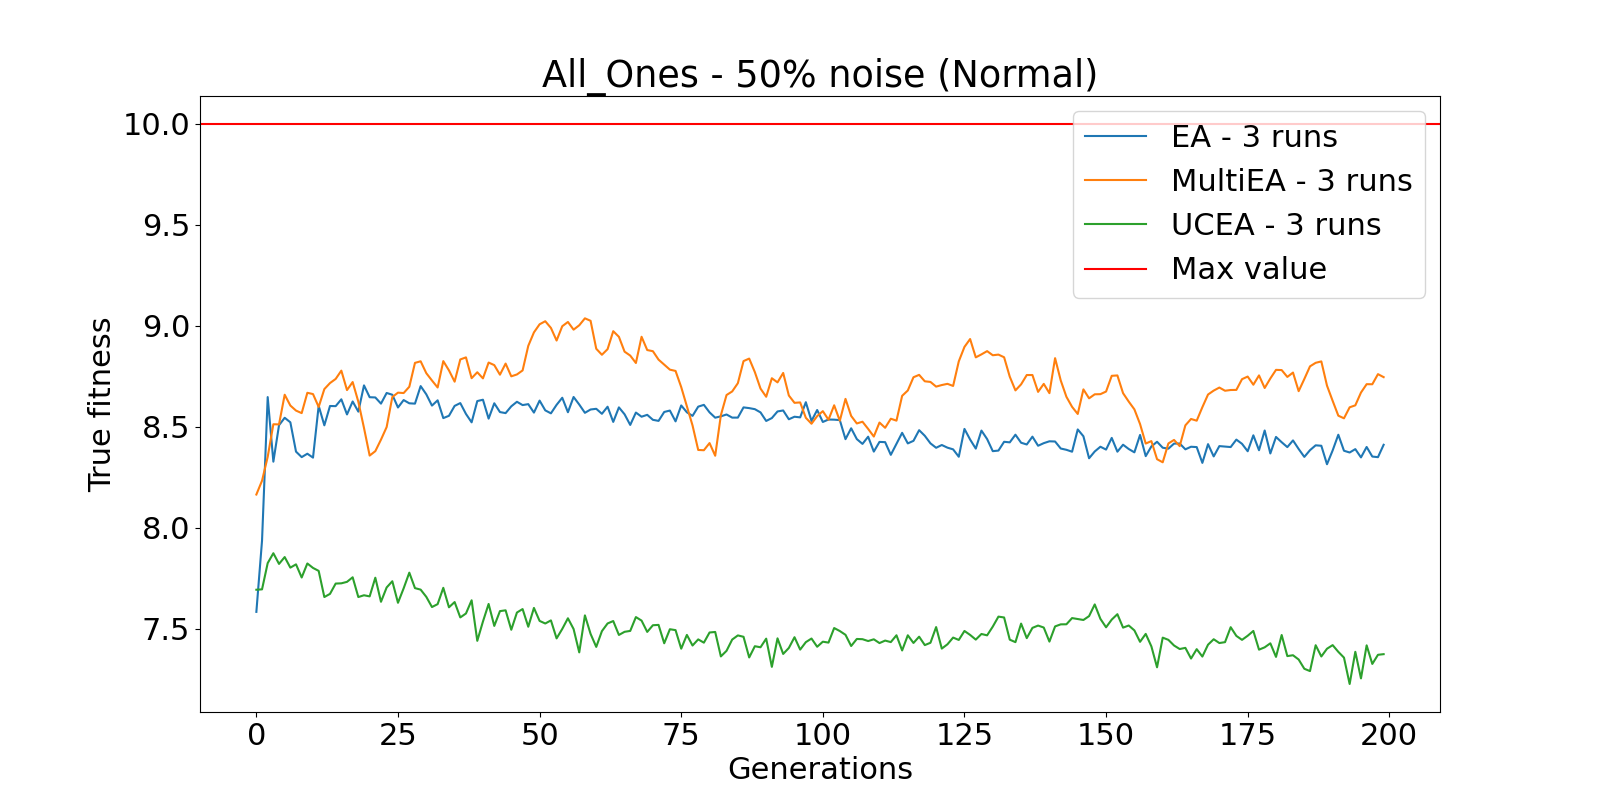 All_Ones - 50% noise (Normal)
10.0
9.5
9.0
8.5
8.0
7.5
True fitness
EA - 3 runs
MultiEA - 3 runs
UCEA - 3 runs
Max value
0 25 50 75 100 125 150 175 200
Generations